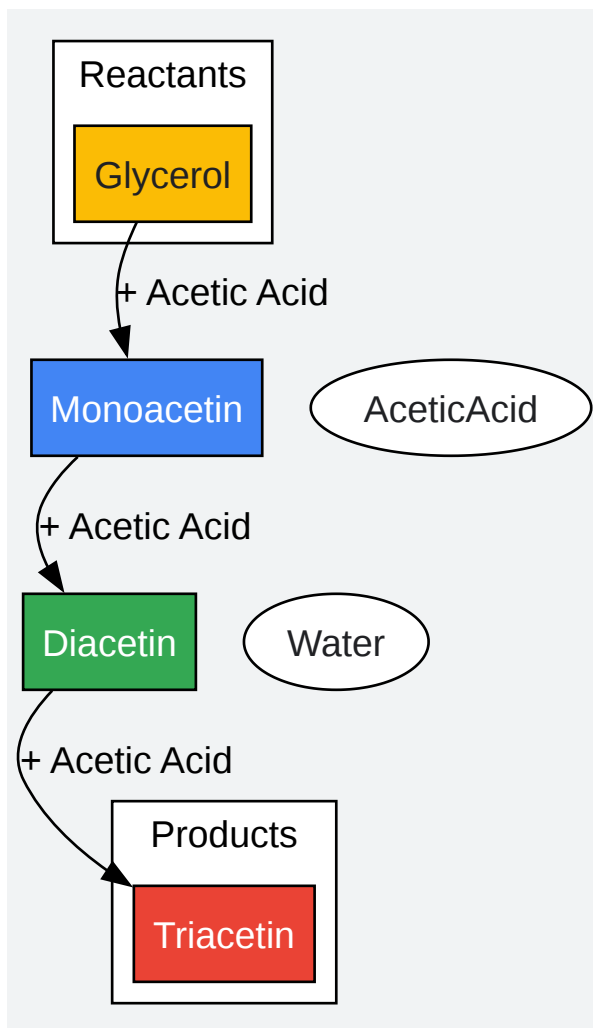 Reactants
Glycerol
+ Acetic Acid
Monoacetin
AceticAcid
+ Acetic Acid
Diacetin
Water
+ Acetic Acid
Products
Triacetin